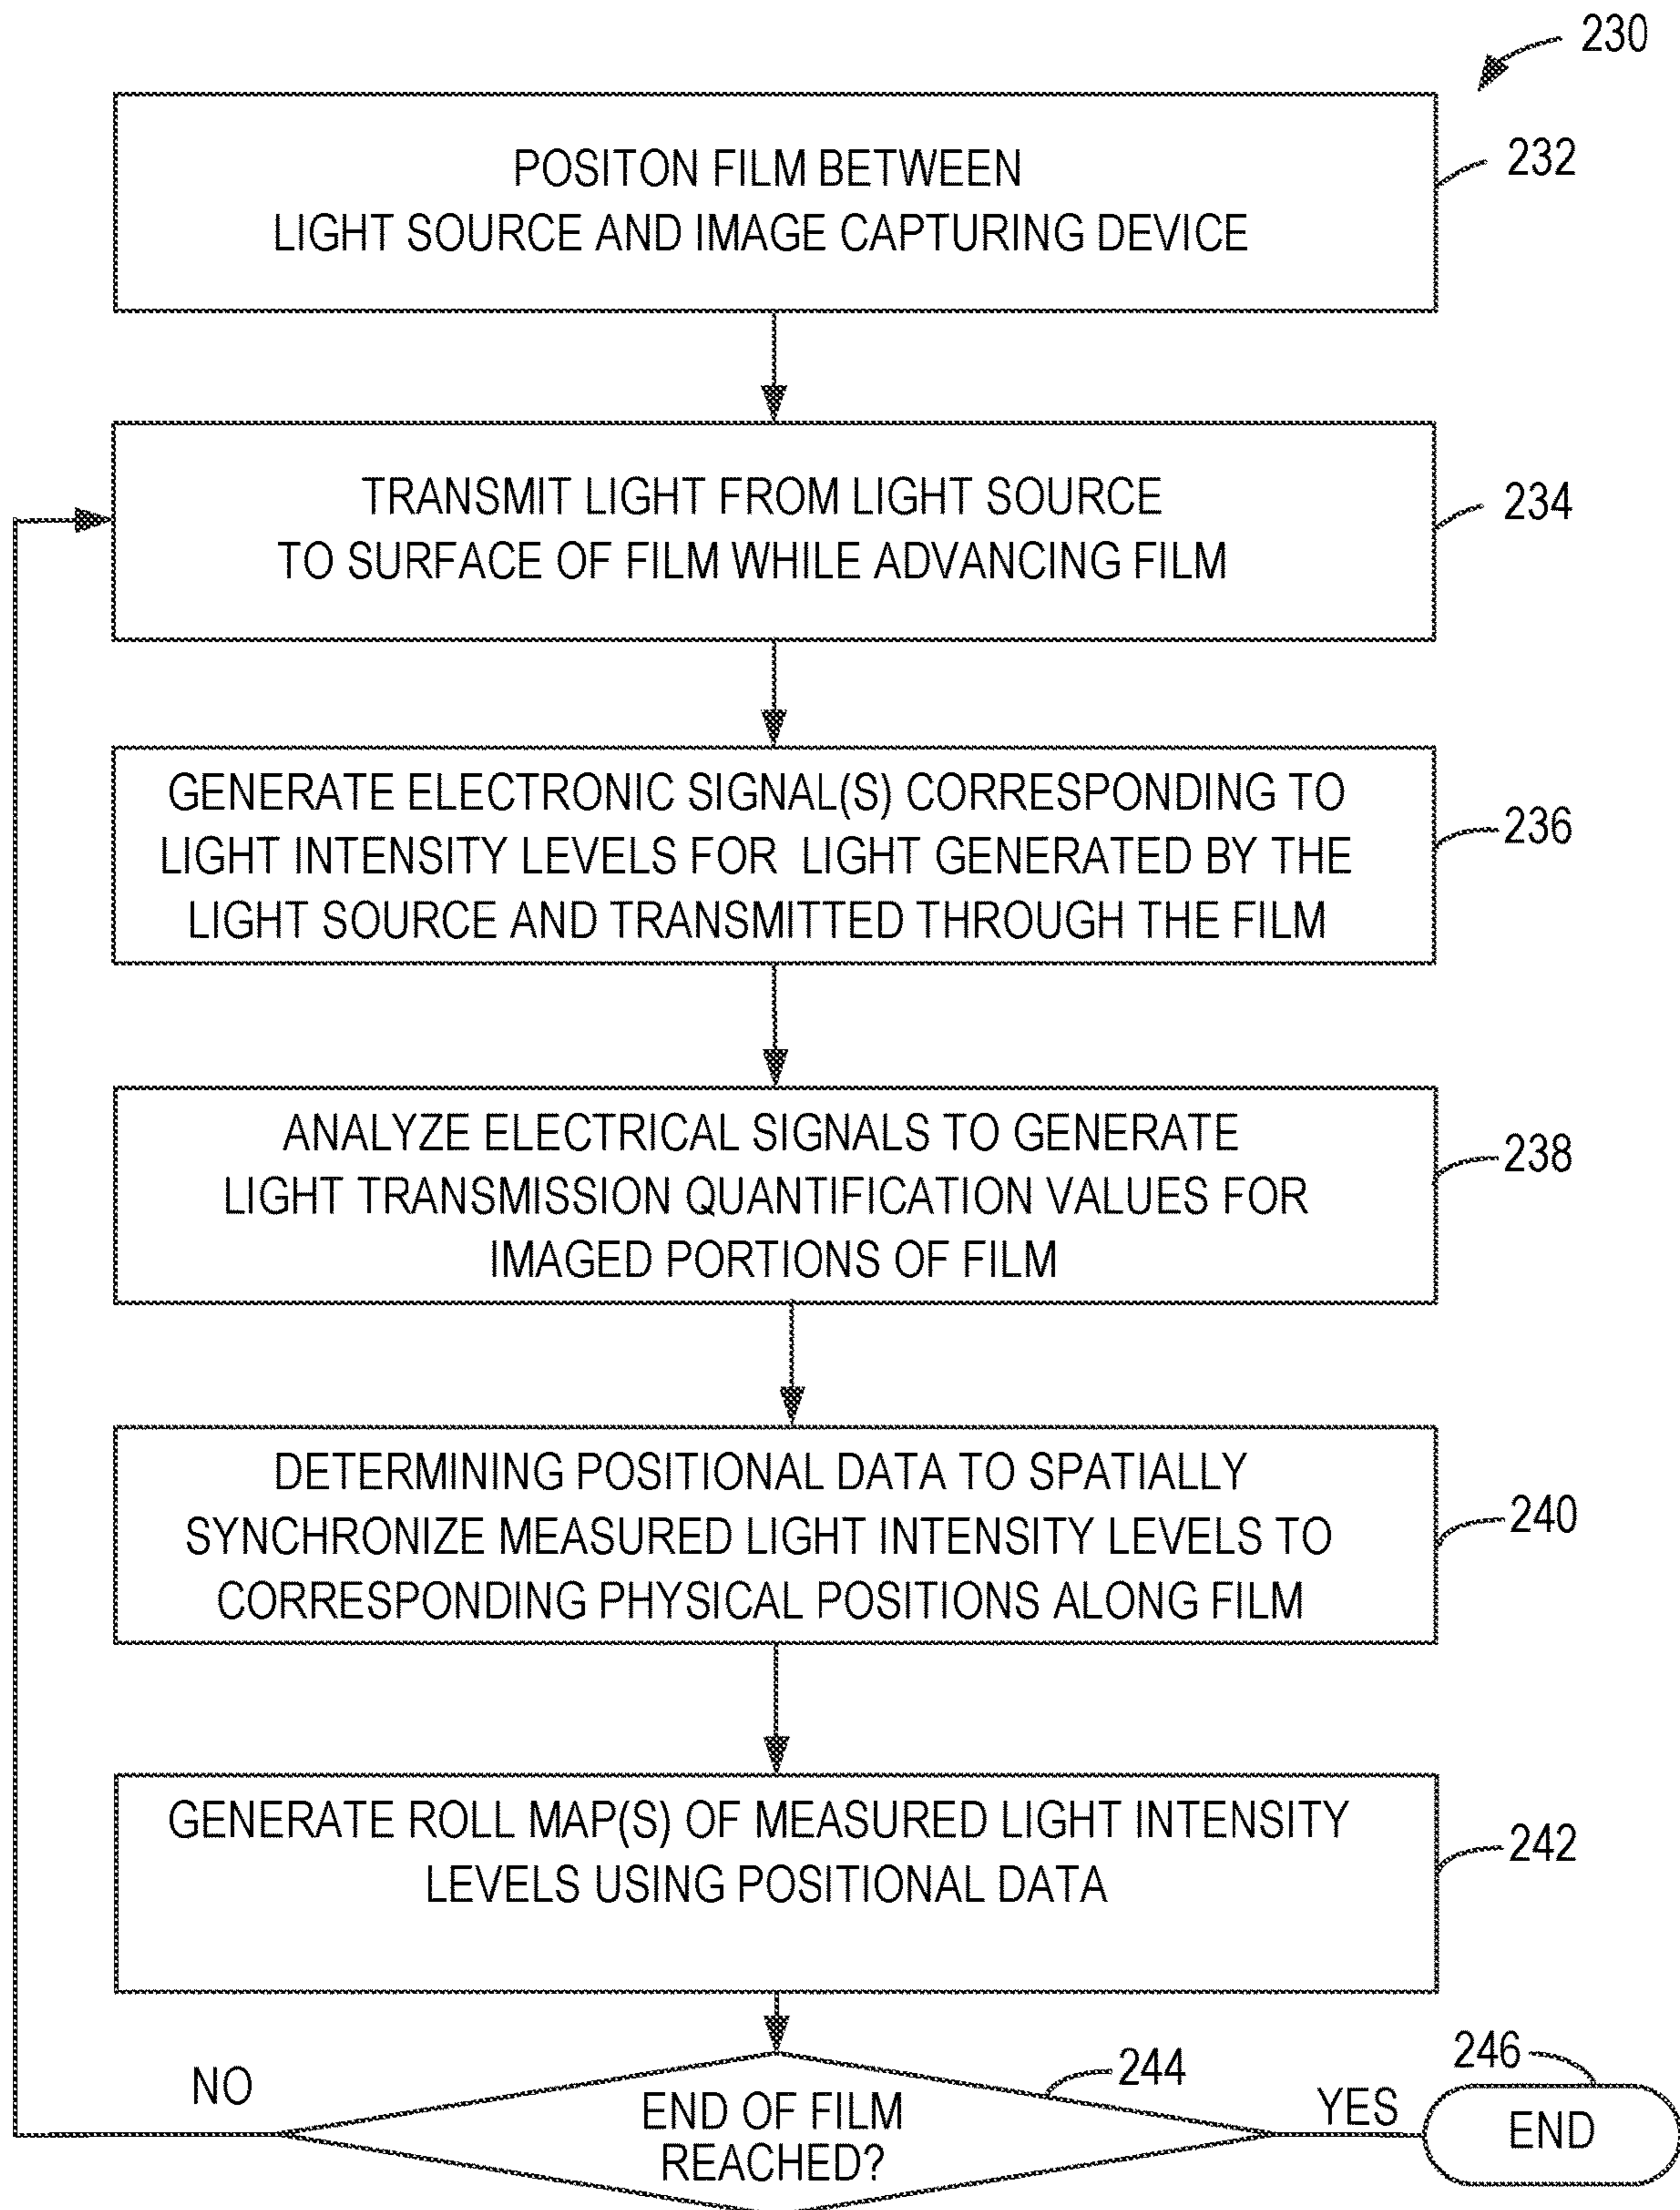 230
POSITON FILM BETWEEN
LIGHT SOURCE AND IMAGE CAPTURING DEVICE
232
TRANSMIT LIGHT FROM LIGHT SOURCE
TO SURFACE OF FILM WHILE ADVANCING FILM
234
GENERATE ELECTRONIC SIGNAL(S) CORRESPONDING TO
LIGHT INTENSITY LEVELS FOR LIGHT GENERATED BY THE
LIGHT SOURCE AND TRANSMITTED THROUGH THE FILM
236
ANALYZE ELECTRICAL SIGNALS TO GENERATE
LIGHT TRANSMISSION QUANTIFICATION VALUES FOR
IMAGED PORTIONS OF FILM
238
DETERMINING POSITIONAL DATA TO SPATIALLY
SYNCHRONIZE MEASURED LIGHT INTENSITY LEVELS TO
CORRESPONDING PHYSICAL POSITIONS ALONG FILM
240
GENERATE ROLL MAP(S) OF MEASURED LIGHT INTENSITY
LEVELS USING POSITIONAL DATA
242
NO
END OF FILM
REACHED?
244
YES
246
END